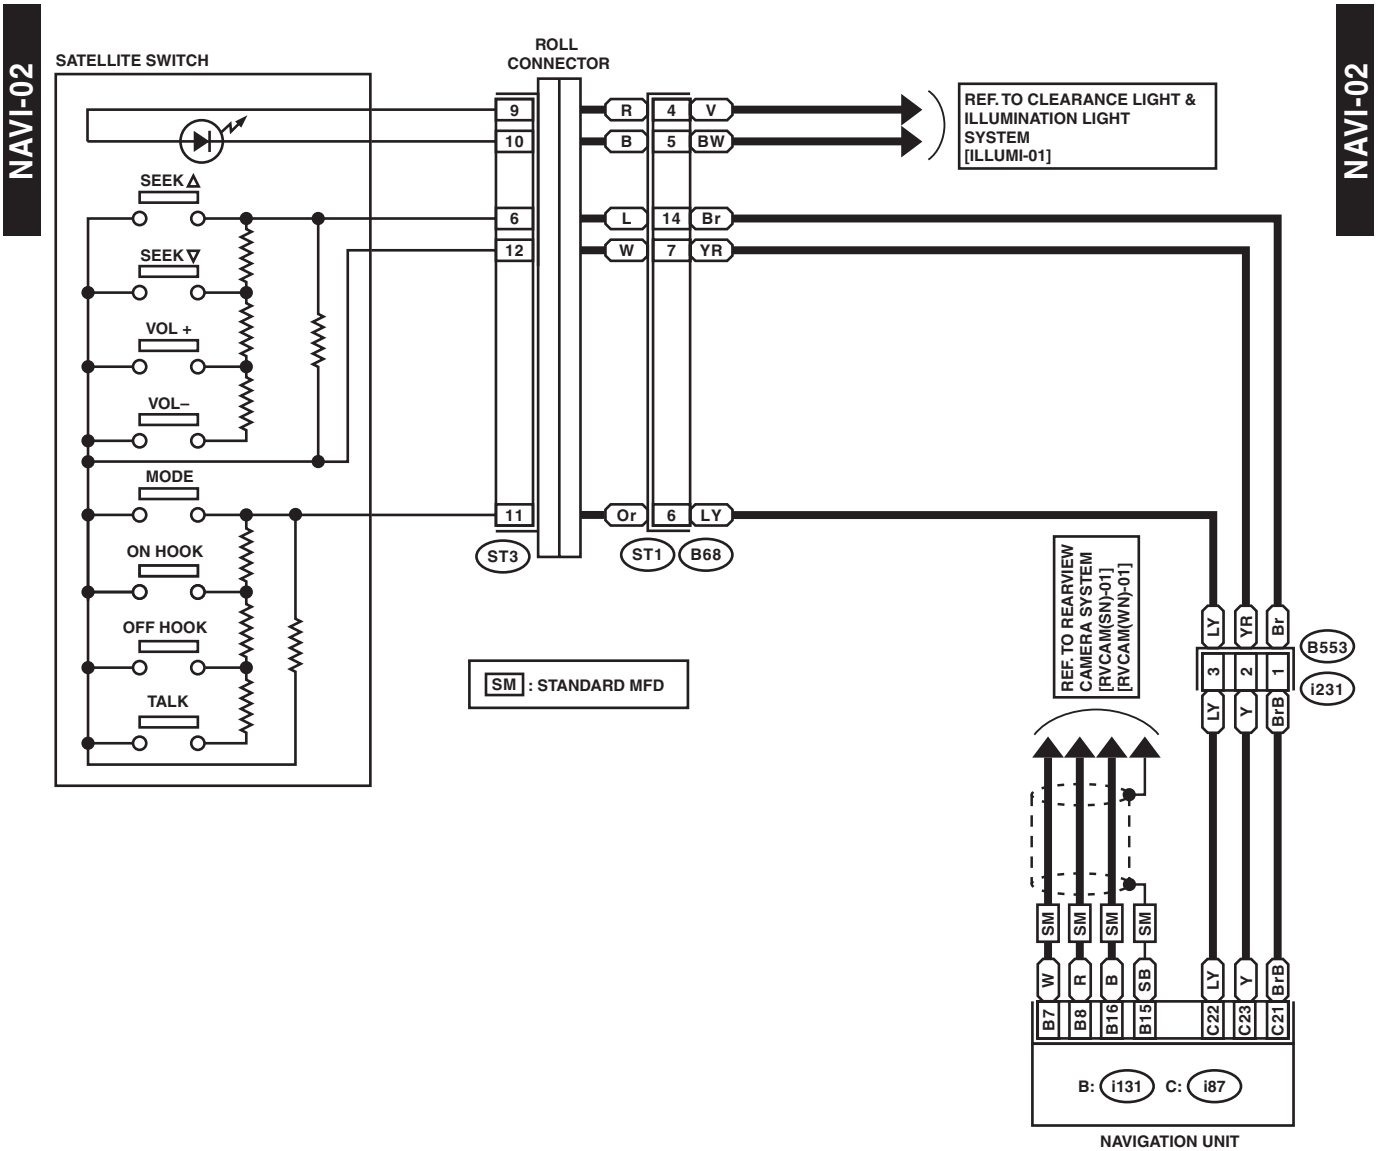 NAVI-02
NAVI-02
SATELLITE SWITCH
ROLL
CONNECTOR
9 R 4 V
10 B 5 BW
REF. TO CLEARANCE LIGHT &
ILLUMINATION LIGHT
SYSTEM
[ILLUMI-01]
SEEK △
6 L 14 Br
12 W 7 YR
SEEK ▽
VOL +
VOL–
MODE
11 Or 6 LY
ST3 ST1 B68
ON HOOK
OFF HOOK
TALK
SM : STANDARD MFD
REF. TO REARVIEW
CAMERA SYSTEM
[RVCAM(SN)-01]
[RVCAM(WN)-01]
LY YR Br
B553
3 2 1
i231
LY Y BrB
SM SM SM SM
W R B SB LY Y BrB
B7 B8 B16 B15 C22 C23 C21
B: i131 C: i87
NAVIGATION UNIT